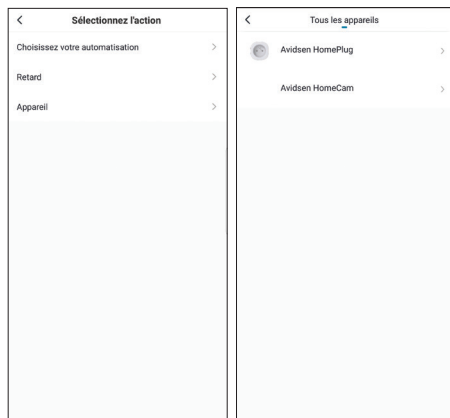 Sélectionnez l'action
Choisissez votre automatisation
Retard
Appareil
Tous les appareils
Avidsen HomePlug
Avidsen HomeCam